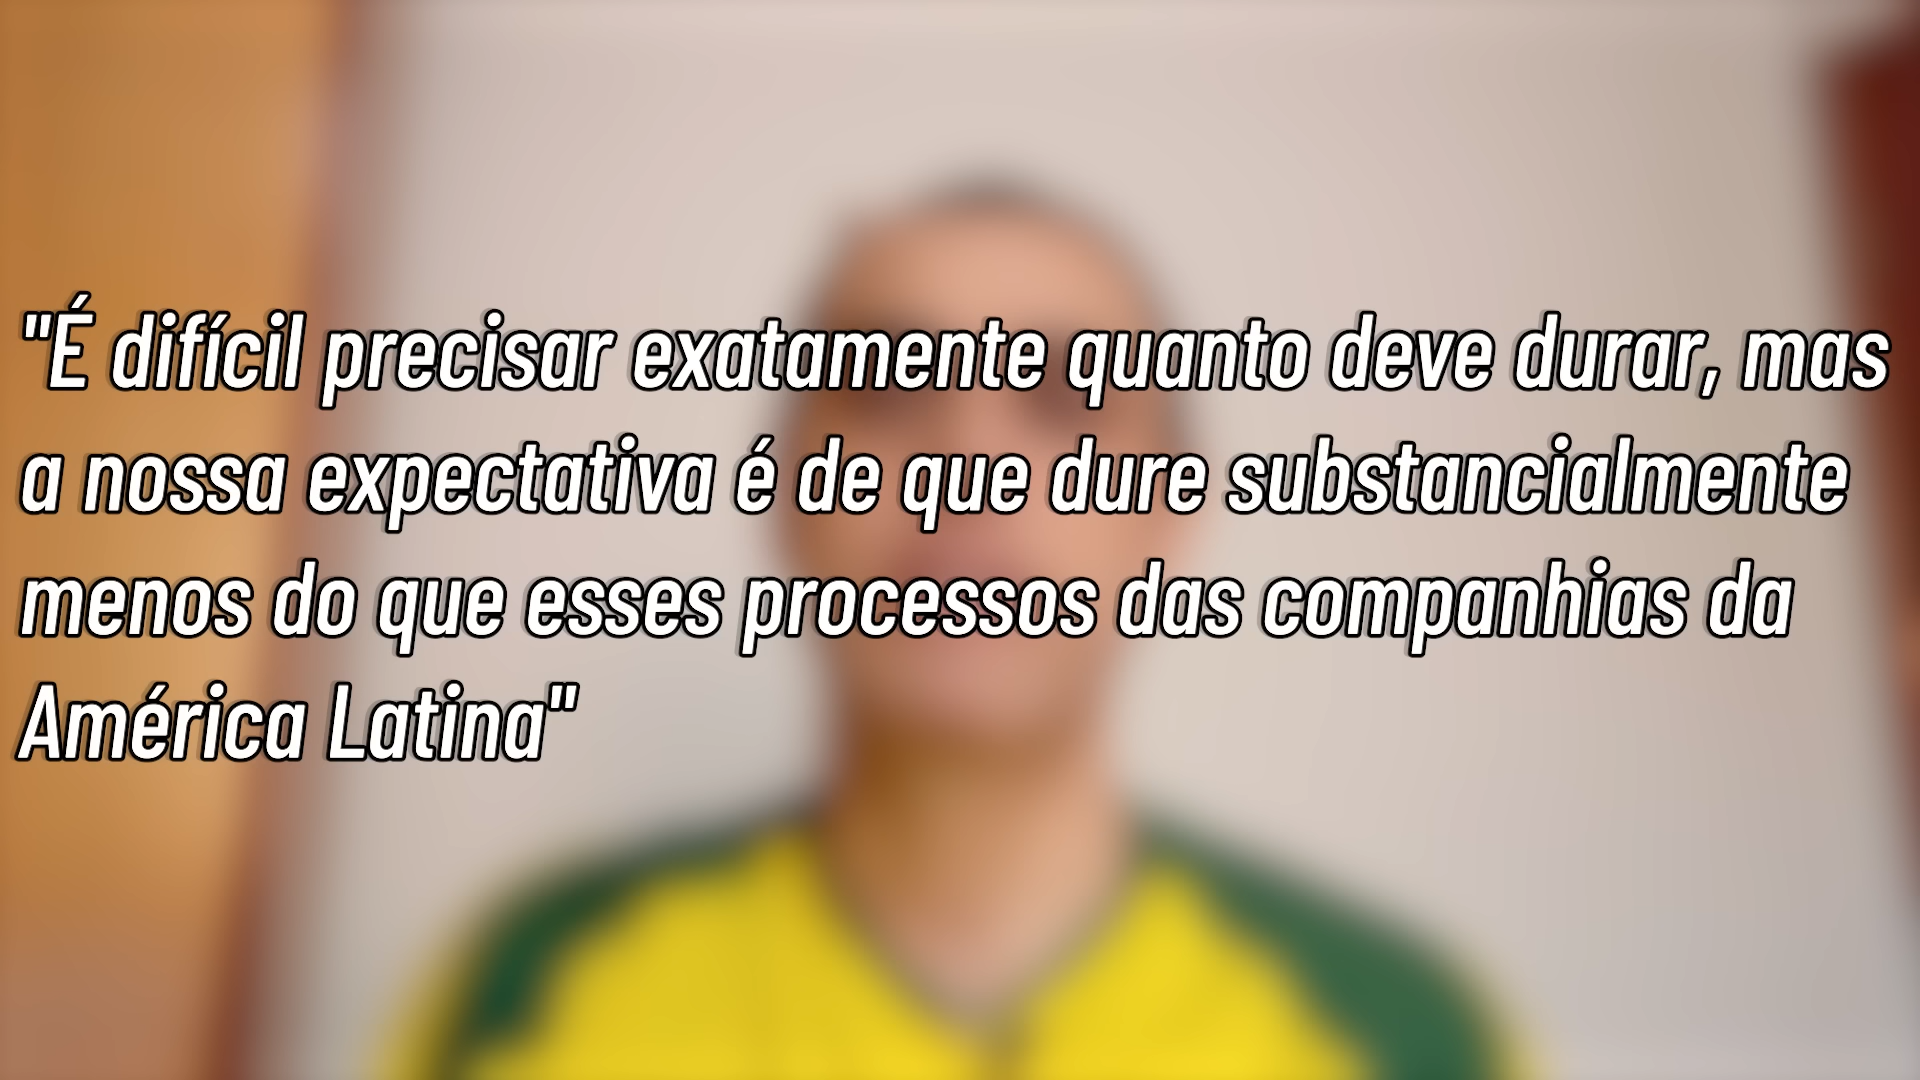 "É difícil precisar exatamente quanto deve durar, mas
a nossa expectativa é de que dure substancialmente
menos do que esses processos das companhias da
América Latina"